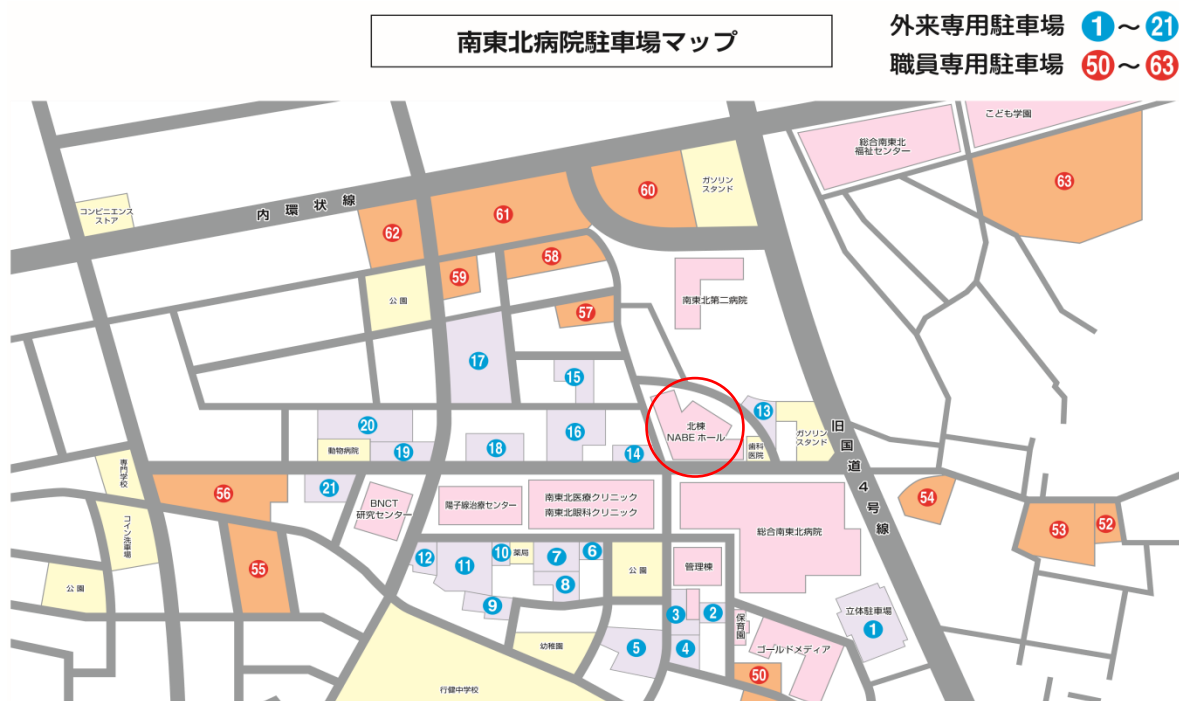 南東北病院駐車場マップ
外来専用駐車場 1～21
職員専用駐車場 50～63
こども学園
総合南東北
福祉センター
63
ガソリン
スタンド
60
61
62
コンビニエンス
ストア
内環状線
58
59
公園
57
南東北第二病院
17
15
13
北棟
NABE ホール
歯科
医院
ガソリン
スタンド
旧国道4号線
20
動物病院
19
18
16
14
専門学校
56
21
BNCT
研究センター
陽子線治療センター
南東北医療クリニック
南東北眼科クリニック
総合南東北病院
54
53
52
コイン洗車場
55
公園
12
11
10
薬局
7
6
8
9
公園
管理棟
3
2
保育園
立体駐車場
1
幼稚園
5
4
ゴールドメディア
50
行健中学校